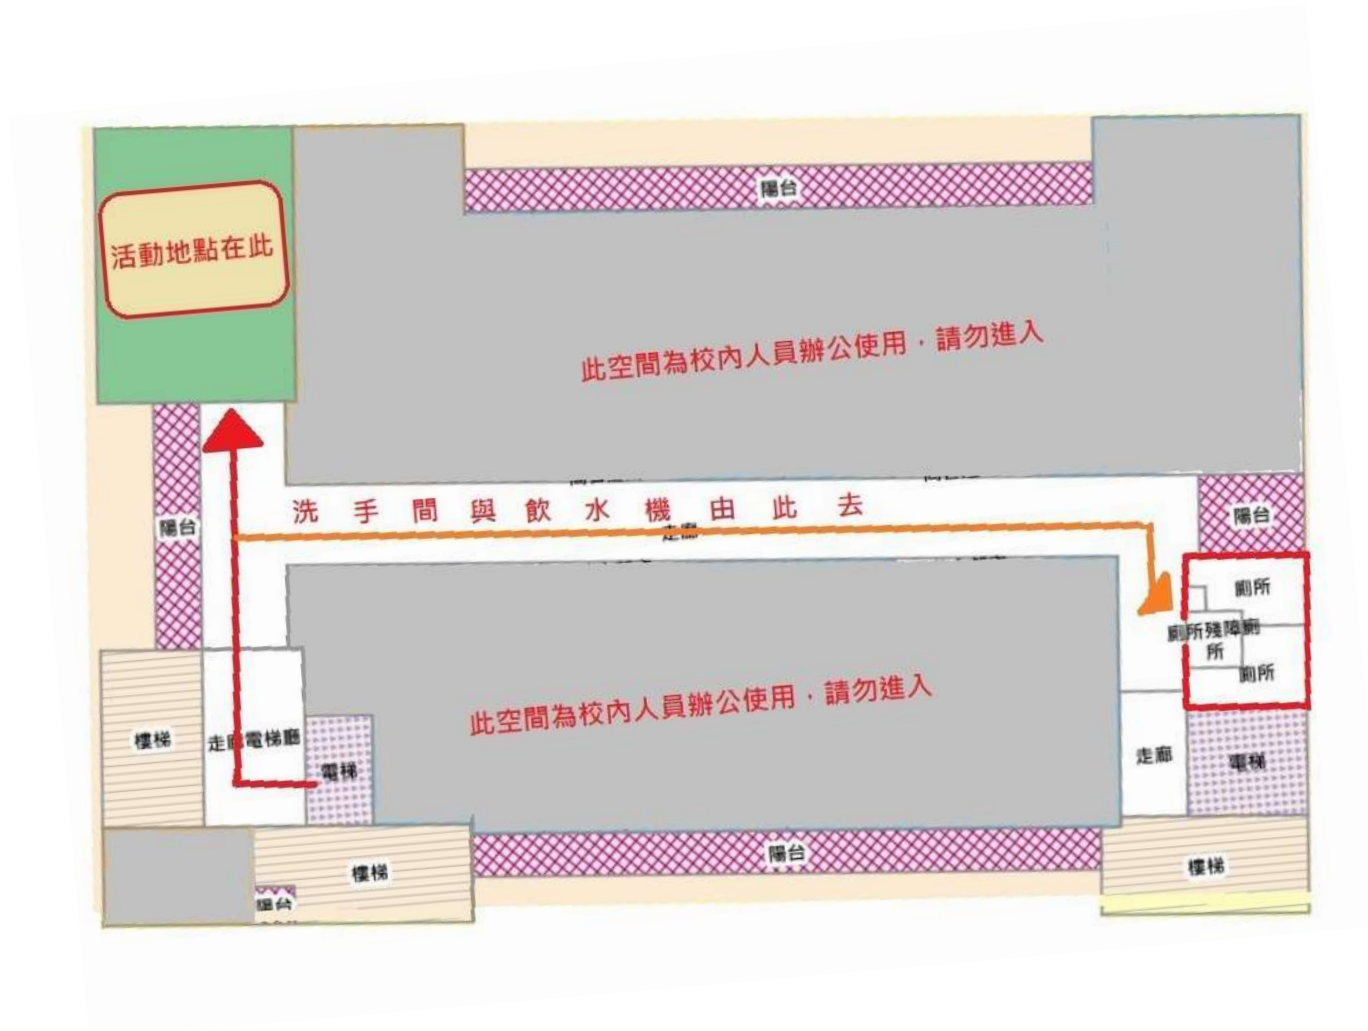 陽台
活動地點在此
此空間為校內人員辦公使用，請勿進入
洗手間與飲水機由此去
走廊
陽台
陽台
廁所
廁所殘障廁
所
廁所
此空間為校內人員辦公使用，請勿進入
樓梯
走廊電梯廳
電梯
走廊
電梯
陽台
樓梯
樓梯
陽台